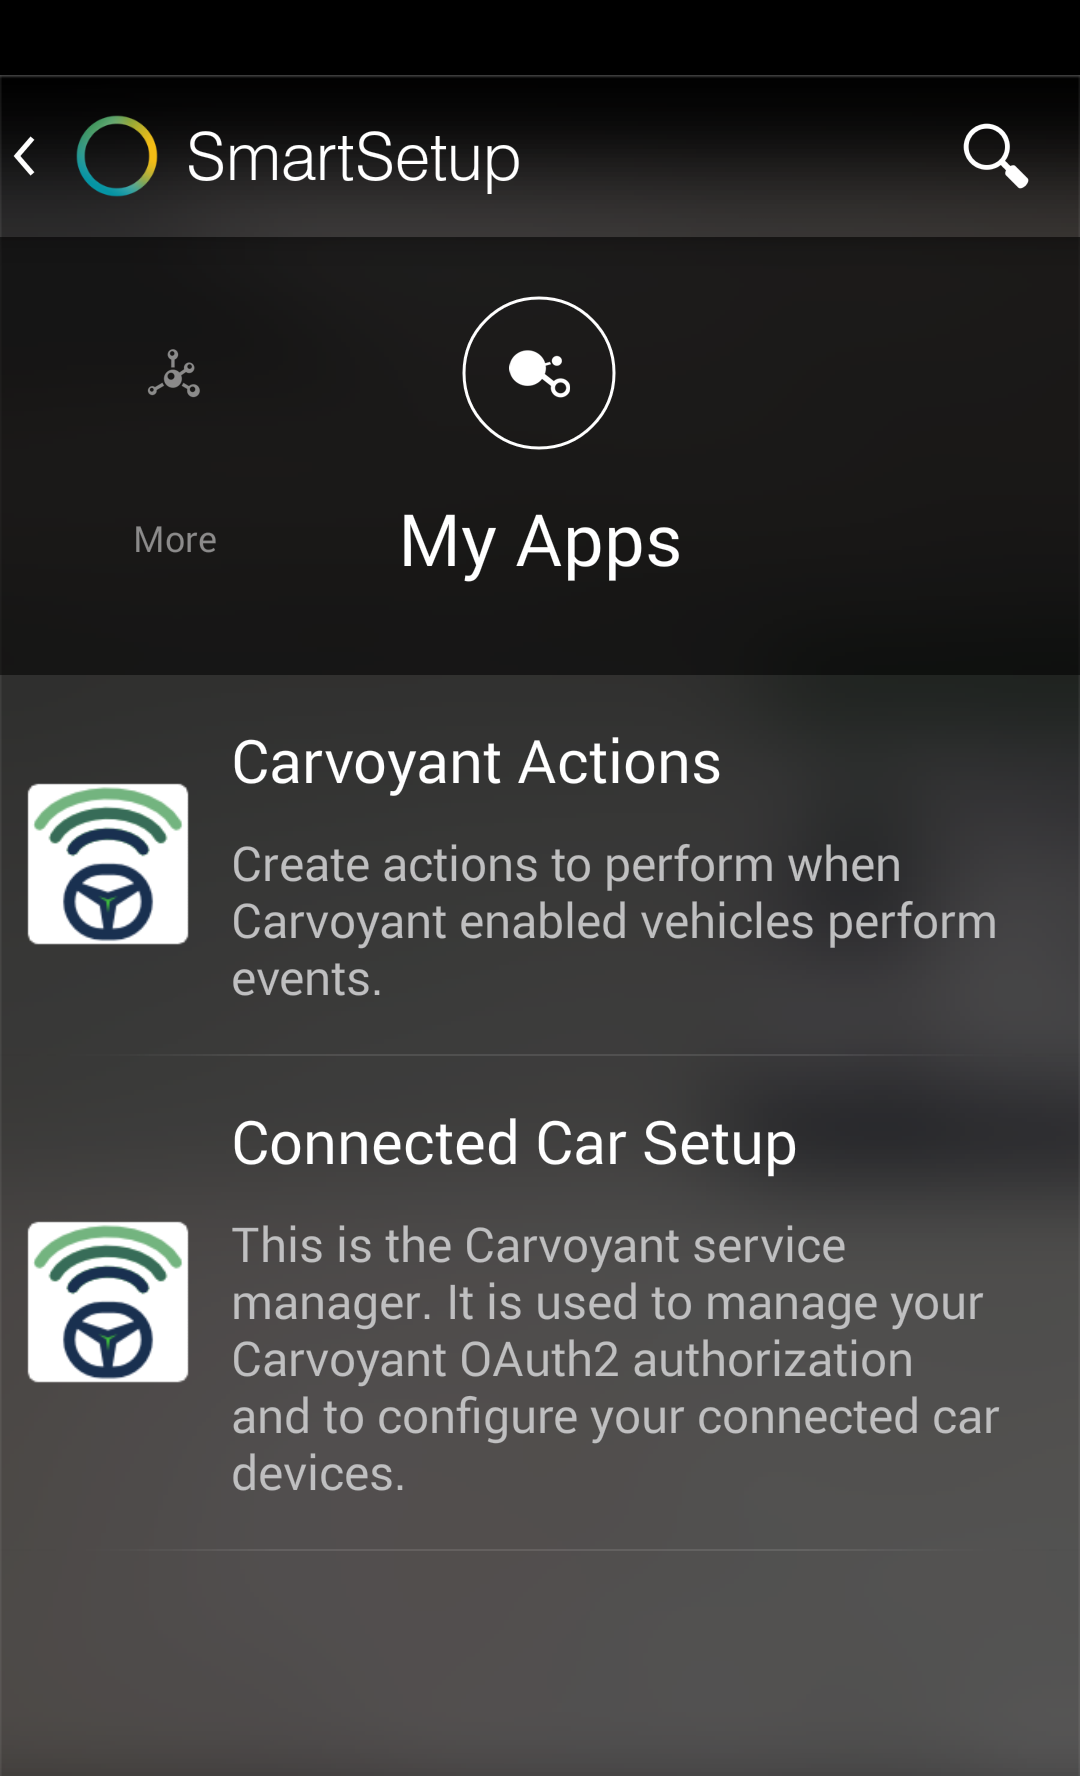 SmartSetup
More
My Apps
Carvoyant Actions
Create actions to perform when
Carvoyant enabled vehicles perform
events.
Connected Car Setup
This is the Carvoyant service
manager. It is used to manage your
Carvoyant OAuth2 authorization
and to configure your connected car
devices.